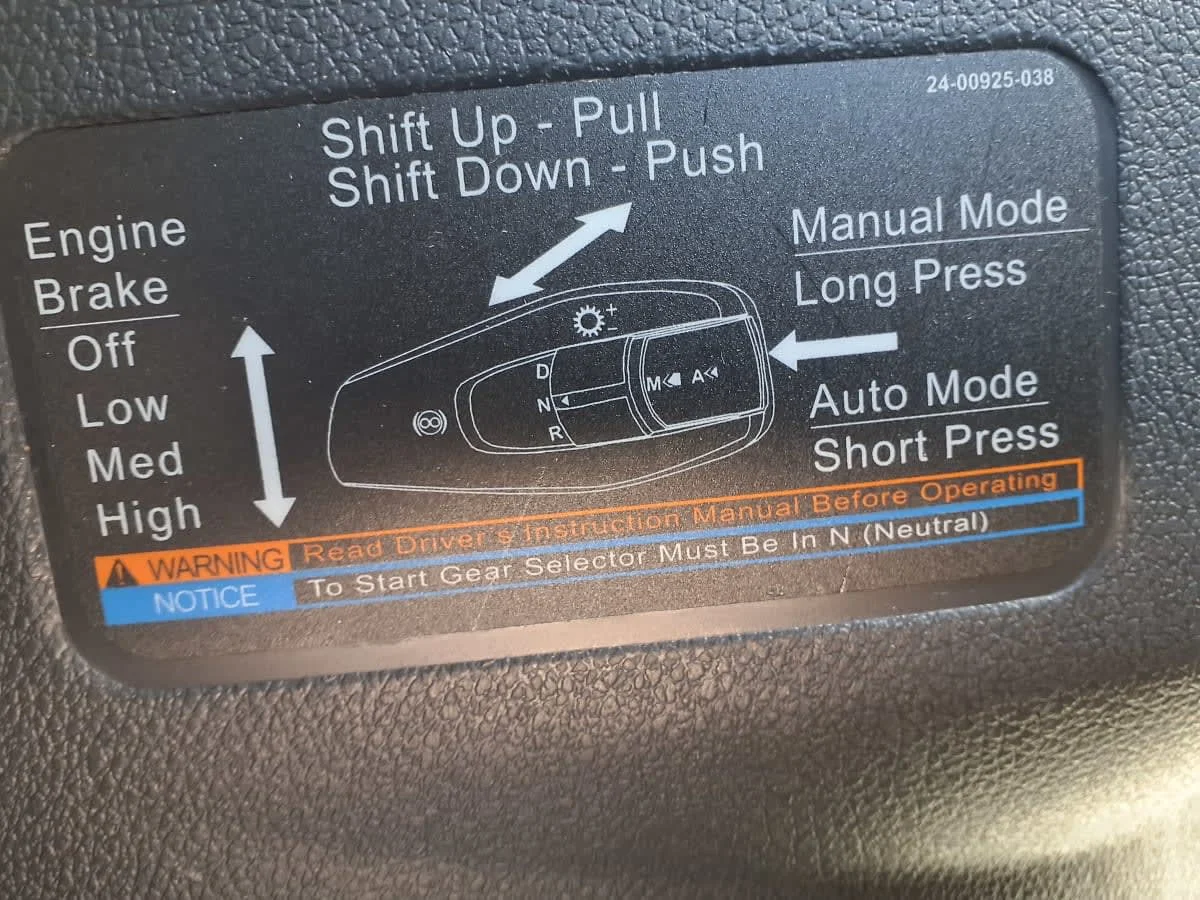 24-00925-038
Shift Up - Pull
Shift Down - Push
Engine
Brake
Off
Low
Med
High
Manual Mode
Long Press
Auto Mode
Short Press
+
-
D
N
R
M A
WARNING Read Driver's Instruction Manual Before Operating
NOTICE To Start Gear Selector Must Be In N (Neutral)